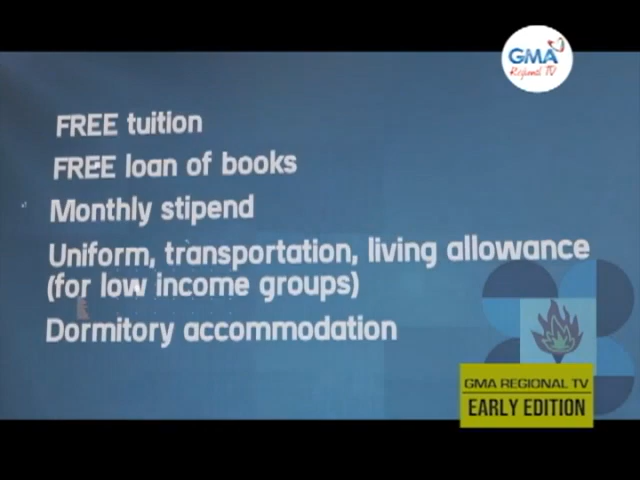 GMA
Regional TV
FREE tuition
FREE loan of books
Monthly stipend
Uniform, transportation, living allowance
(for low income groups)
Dormitory accommodation
GMA REGIONAL TV
EARLY EDITION